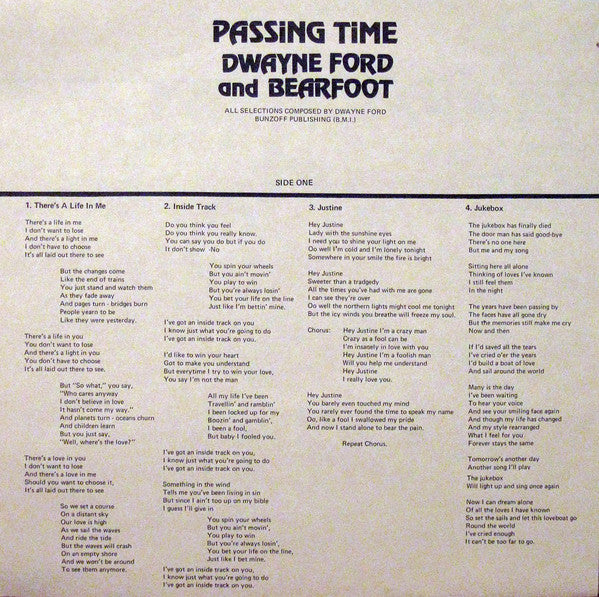 PASSING TIME
DWAYNE FORD
and BEARFOOT
ALL SELECTIONS COMPOSED BY DWAYNE FORD
BUNZOFF PUBLISHING (B.M.I.)
SIDE ONE
1. There's A Life In Me
There's a life in me
I don't want to lose
And there's a light in me
I don't have to choose
It's all laid out there to see
But the changes come
Like the end of trains
You just stand and watch them
As they fade away
And pages turn - bridges burn
People yearn to be
Like they were yesterday.
There's a life in you
You don't want to lose
And there's a light in you
You don't have to choose
It's all laid out there to see.
But "So what," you say,
"Who cares anyway
I don't believe in love
It hasn't come my way."
And planets turn - oceans churn
And children learn
But you just say,
"Well, where's the love?"
There's a love in you
I don't want to lose
And there's a love in me
Should you want to choose it,
It's all laid out there to see
So we set a course
On a distant sky
Our love is high
As we sail the waves
And ride the tide
But the waves will crash
On an empty shore
And we won't be around
To see them anymore.
2. Inside Track
Do you think you feel
Do you think you really know.
You can say you do but if you do
It don't show -No
You spin your wheels
But you ain't movin'
You play to win
But you're always losin'
You bet your life on the line
Just like I'm bettin' mine.
I've got an inside track on you
I know just what you're going to do
I've got an inside track on you.
I'd like to win your heart
Got to make you understand
But everytime I try to win your love,
You say I'm not the man
All my life I've been
Travellin' and ramblin'
I been locked up for my
Boozin' and gamblin',
I been a fool,
But baby I fooled you.
I've got an inside track on you,
I know just what you're going to do
I've got an inside track on you.
Something in the wind
Tells me you've been living in sin
But since I ain't too up on my bible
I guess I'll give in
You spin your wheels
But you ain't movin',
You play to win
But you're always losin',
You bet your life on the line,
Just like I bet mine.
I've got an inside track on you,
I know just what you're going to do
I've got an inside track on you.
3. Justine
Hey Justine
Lady with the sunshine eyes
I need you to shine your light on me
Oo well I'm cold and I'm lonely tonight
Somewhere in your smile the fire is bright
Hey Justine
Sweeter than a tradgedy
All the times you've had with me are gone
I can see they're over
Oo well the northern lights might cool me tonight
But the icy winds you breathe will freeze my soul.
Chorus: Hey Justine I'm a crazy man
Crazy as a fool can be
I'm insanely in love with you
Hey Justine I'm a foolish man
Will you help me understand
Hey Justine
I really love you.
Hey Justine
You barely even touched my mind
You rarely ever found the time to speak my name
Oo, like a fool I swallowed my pride
And now I stand alone to bear the pain.
Repeat Chorus.
4. Jukebox
The jukebox has finally died
The door man has said good-bye
There's no one here
But me and my song
Sitting here all alone
Thinking of loves I've known
I still feel them
In the night
The years have been passing by
The faces have all gone dry
But the memories still make me cry
Now and then
If I'd saved all the tears
I've cried o'er the years
I'd build a boat of love
And sail around the world
Many is the day
I've been waiting
To hear your voice
And see your smiling face again
And though my life has changed
And my style rearranged
What I feel for you
Forever stays the same
Tomorrow's another day
Another song I'll play
The jukebox
Will light up and sing once again
Now I can dream alone
Of all the loves I have known
So set the sails and let this loveboat go
Round the world
I've cried enough
It can't be too far to go.